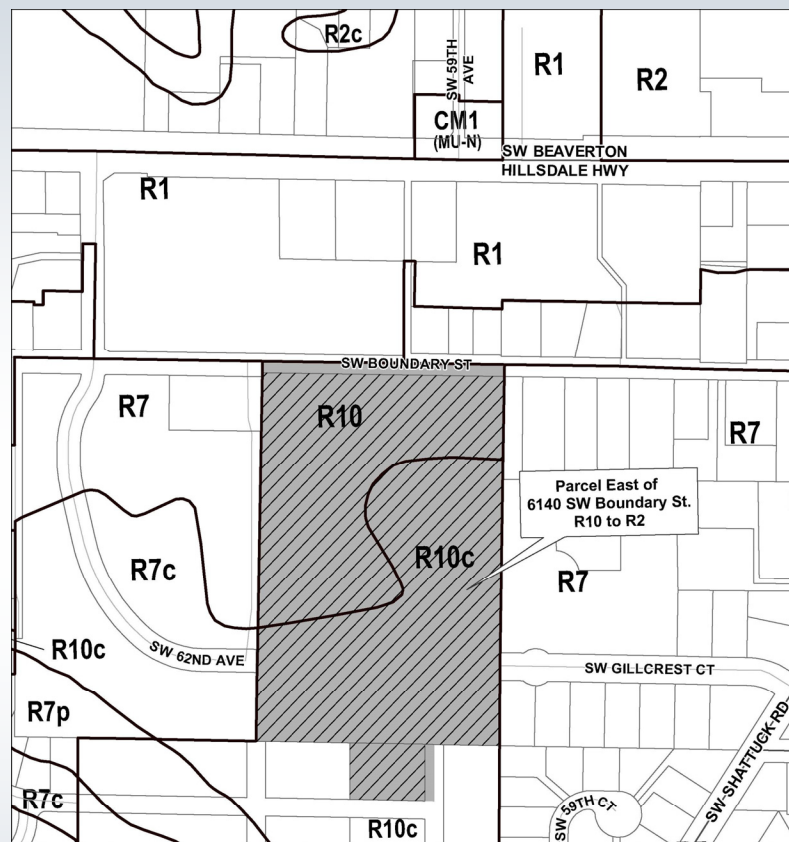 R2c
SW 59TH
AVE
R1
R2
CM1
(MU-N)
SW BEAVERTON
HILLSDALE HWY
R1
R1
SW BOUNDARY ST
R7
R10
R7
Parcel East of
6140 SW Boundary St.
R10 to R2
R10c
R7c
R7
R10c
SW 62ND AVE
SW GILLCREST CT
R7p
SW SHATTUCK RD
R7c
SW 59TH CT
R10c